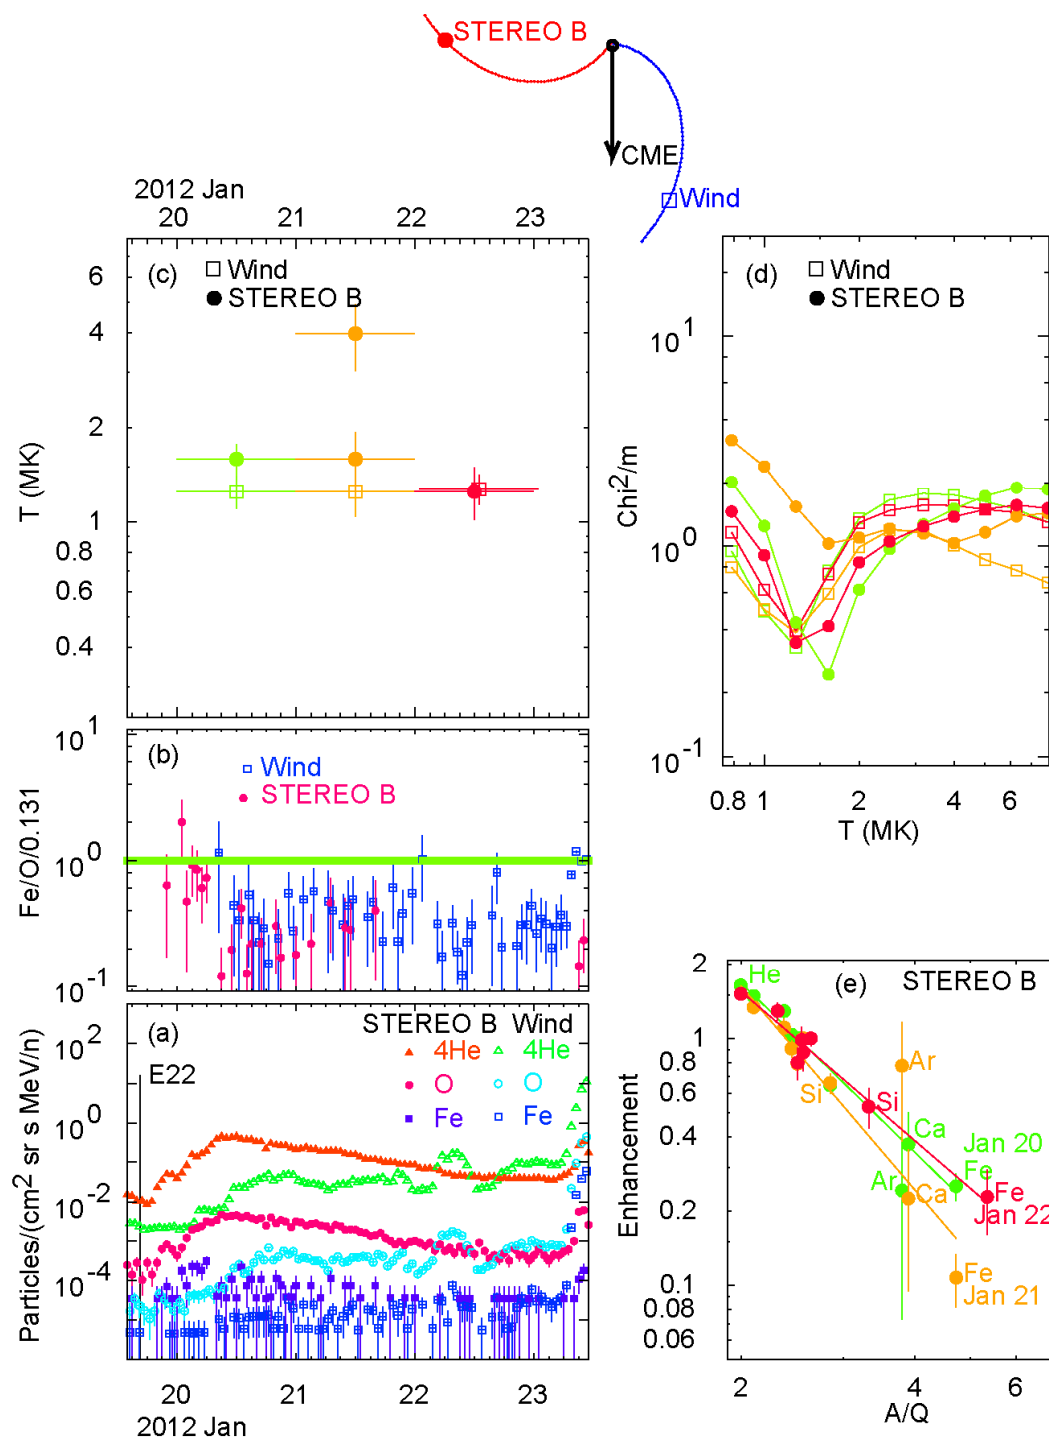 STEREO B
CME
Wind
2012 Jan
20 21 22 23
(c)
Wind
STEREO B
6
4
2
1
0.8
0.6
0.4
T (MK)
(d)
Wind
STEREO B
10^1
10^0
10^-1
Chi^2/m
0.8 1 2 4 6
T (MK)
(b)
Wind
STEREO B
10^1
10^0
10^-1
Fe/O/0.131
(a)
STEREO B Wind
4He 4He
O O
Fe Fe
E22
10^2
10^0
10^-2
10^-4
Particles/(cm^2 sr s MeV/n)
20 21 22 23
2012 Jan
(e) STEREO B
He
Ar
Si
Si
Ca
Jan 20
Fe
Ar
Ca
Fe
Jan 22
Fe
Jan 21
2
1
0.8
0.6
0.4
0.2
0.1
0.08
0.06
Enhancement
2 4 6
A/Q